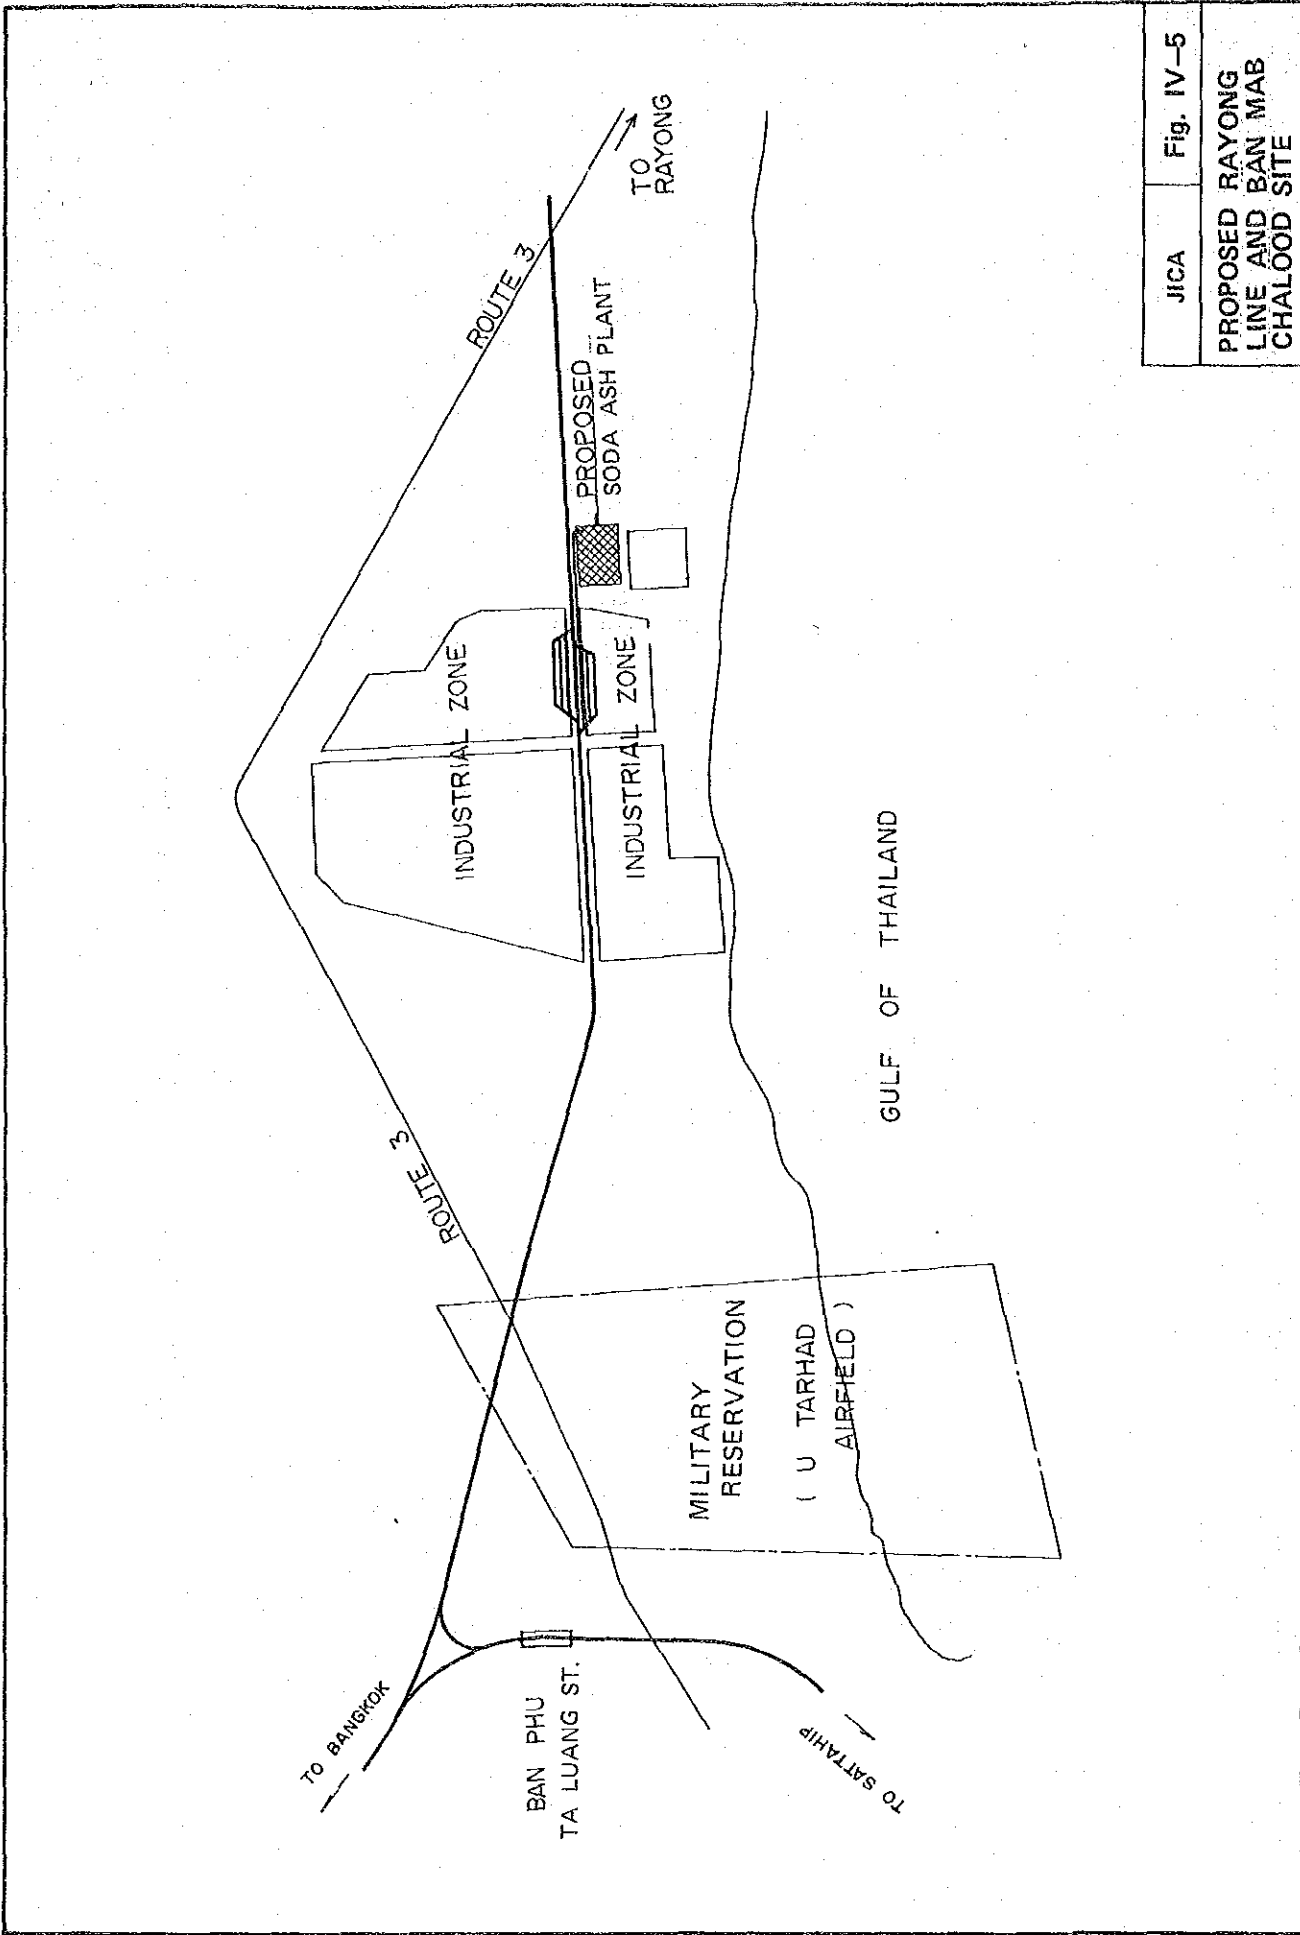 TO BANGKOK
BAN PHU
TA LUANG ST.
TO SATTAHIP
ROUTE 3
MILITARY
RESERVATION
( U TARHAD
AIRFIELD )
INDUSTRIAL ZONE
INDUSTRIAL ZONE
GULF OF THAILAND
ROUTE 3
PROPOSED
SODA ASH PLANT
TO
RAYONG
JICA
Fig. IV-5
PROPOSED RAYONG
LINE AND BAN MAB
CHALOOD SITE